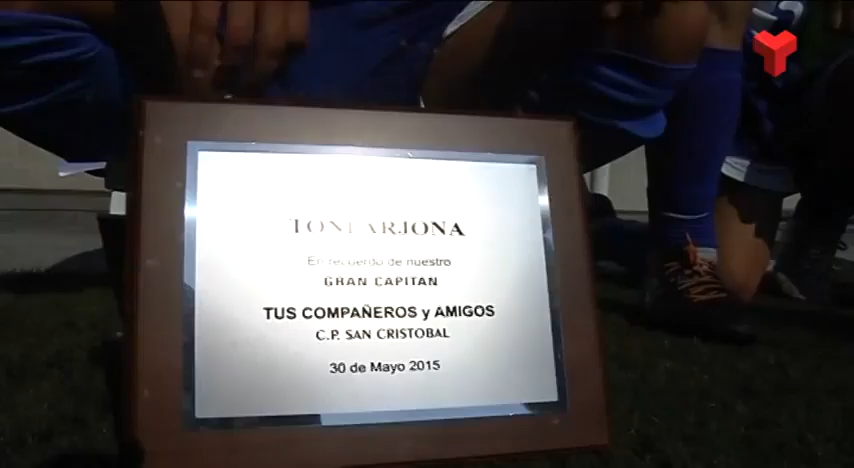 TONI ARJONA
En recuerdo de nuestro
GRAN CAPITAN
TUS COMPAÑEROS y AMIGOS
C.P. SAN CRISTOBAL
30 de Mayo 2015